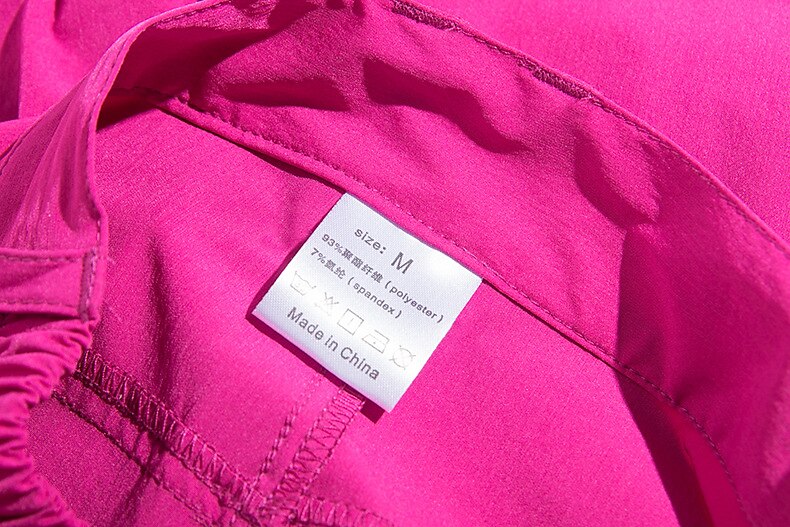 size: M
93%聚酯纤维 (polyester)
7%氨纶 (spandex)
Made in China